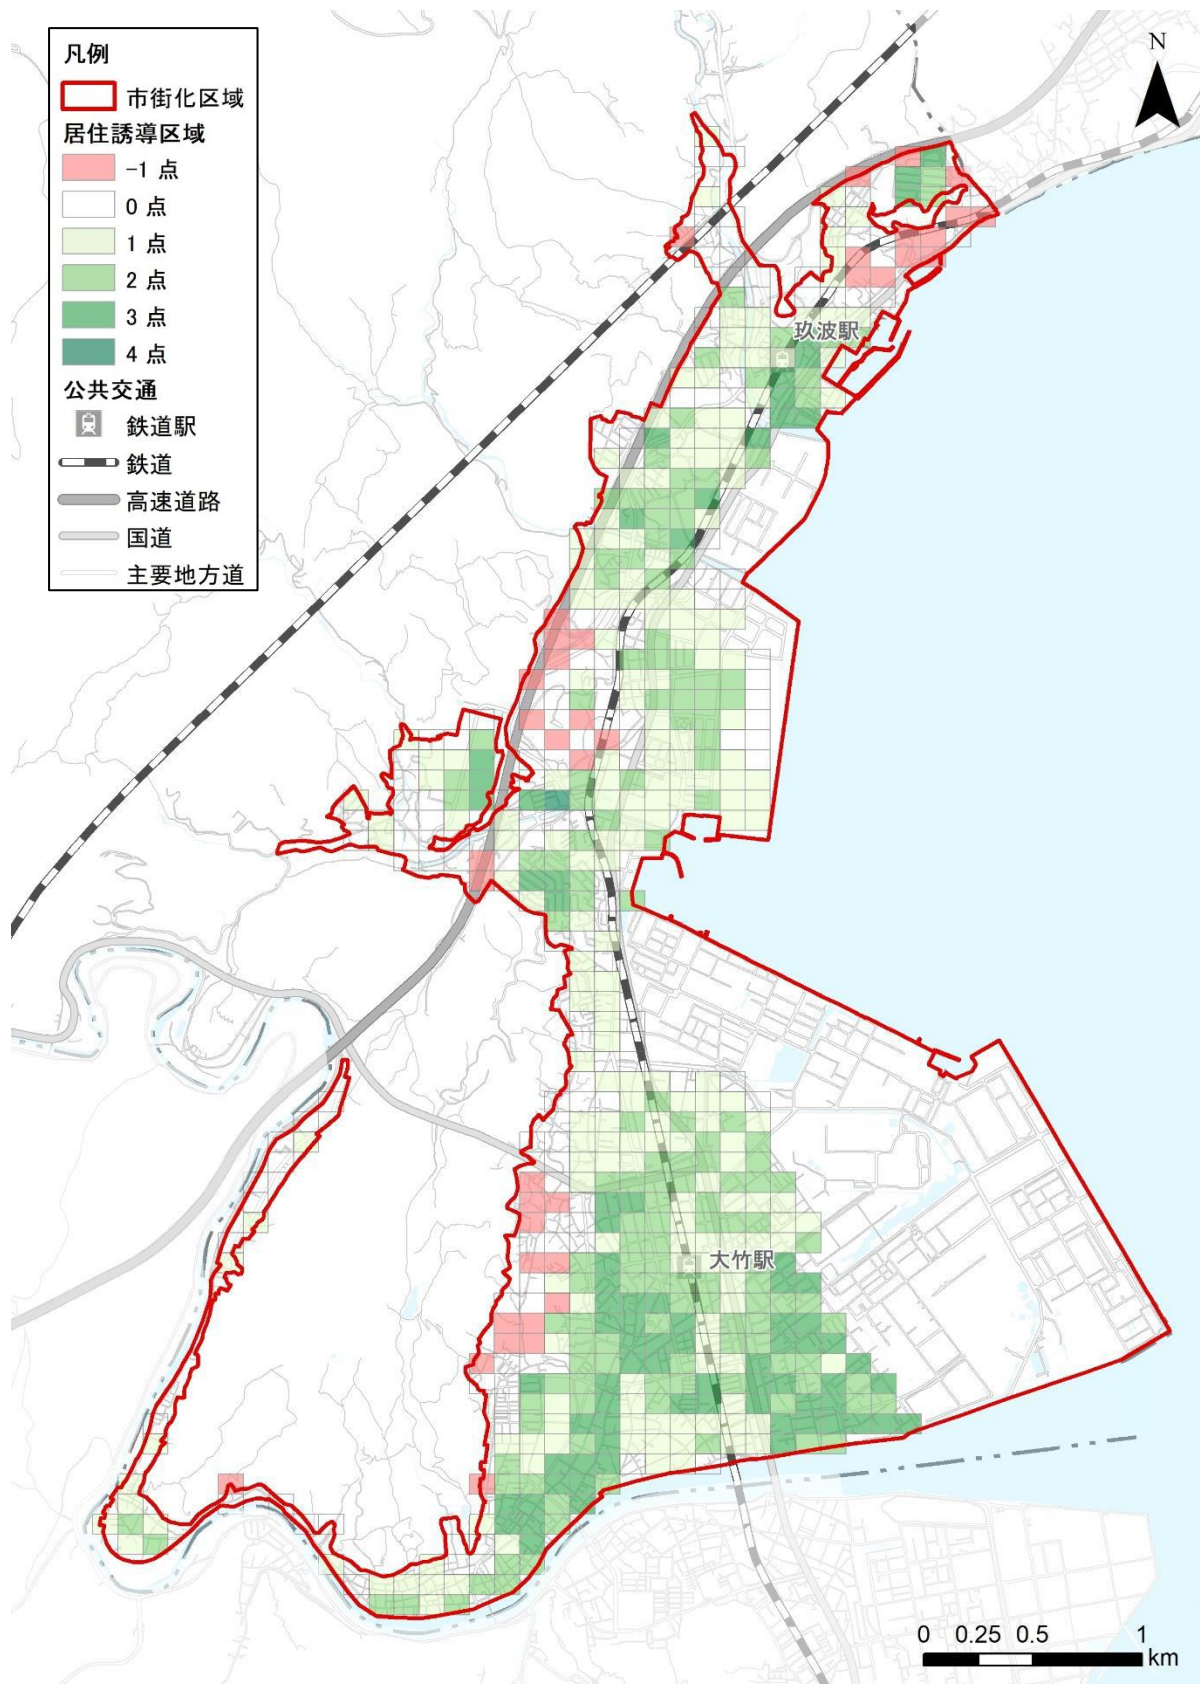 凡例
市街化区域
居住誘導区域
-1 点
0 点
1 点
2 点
3 点
4 点
公共交通
鉄道駅
鉄道
高速道路
国道
主要地方道
N
玖波駅
大竹駅
0 0.25 0.5 1
km